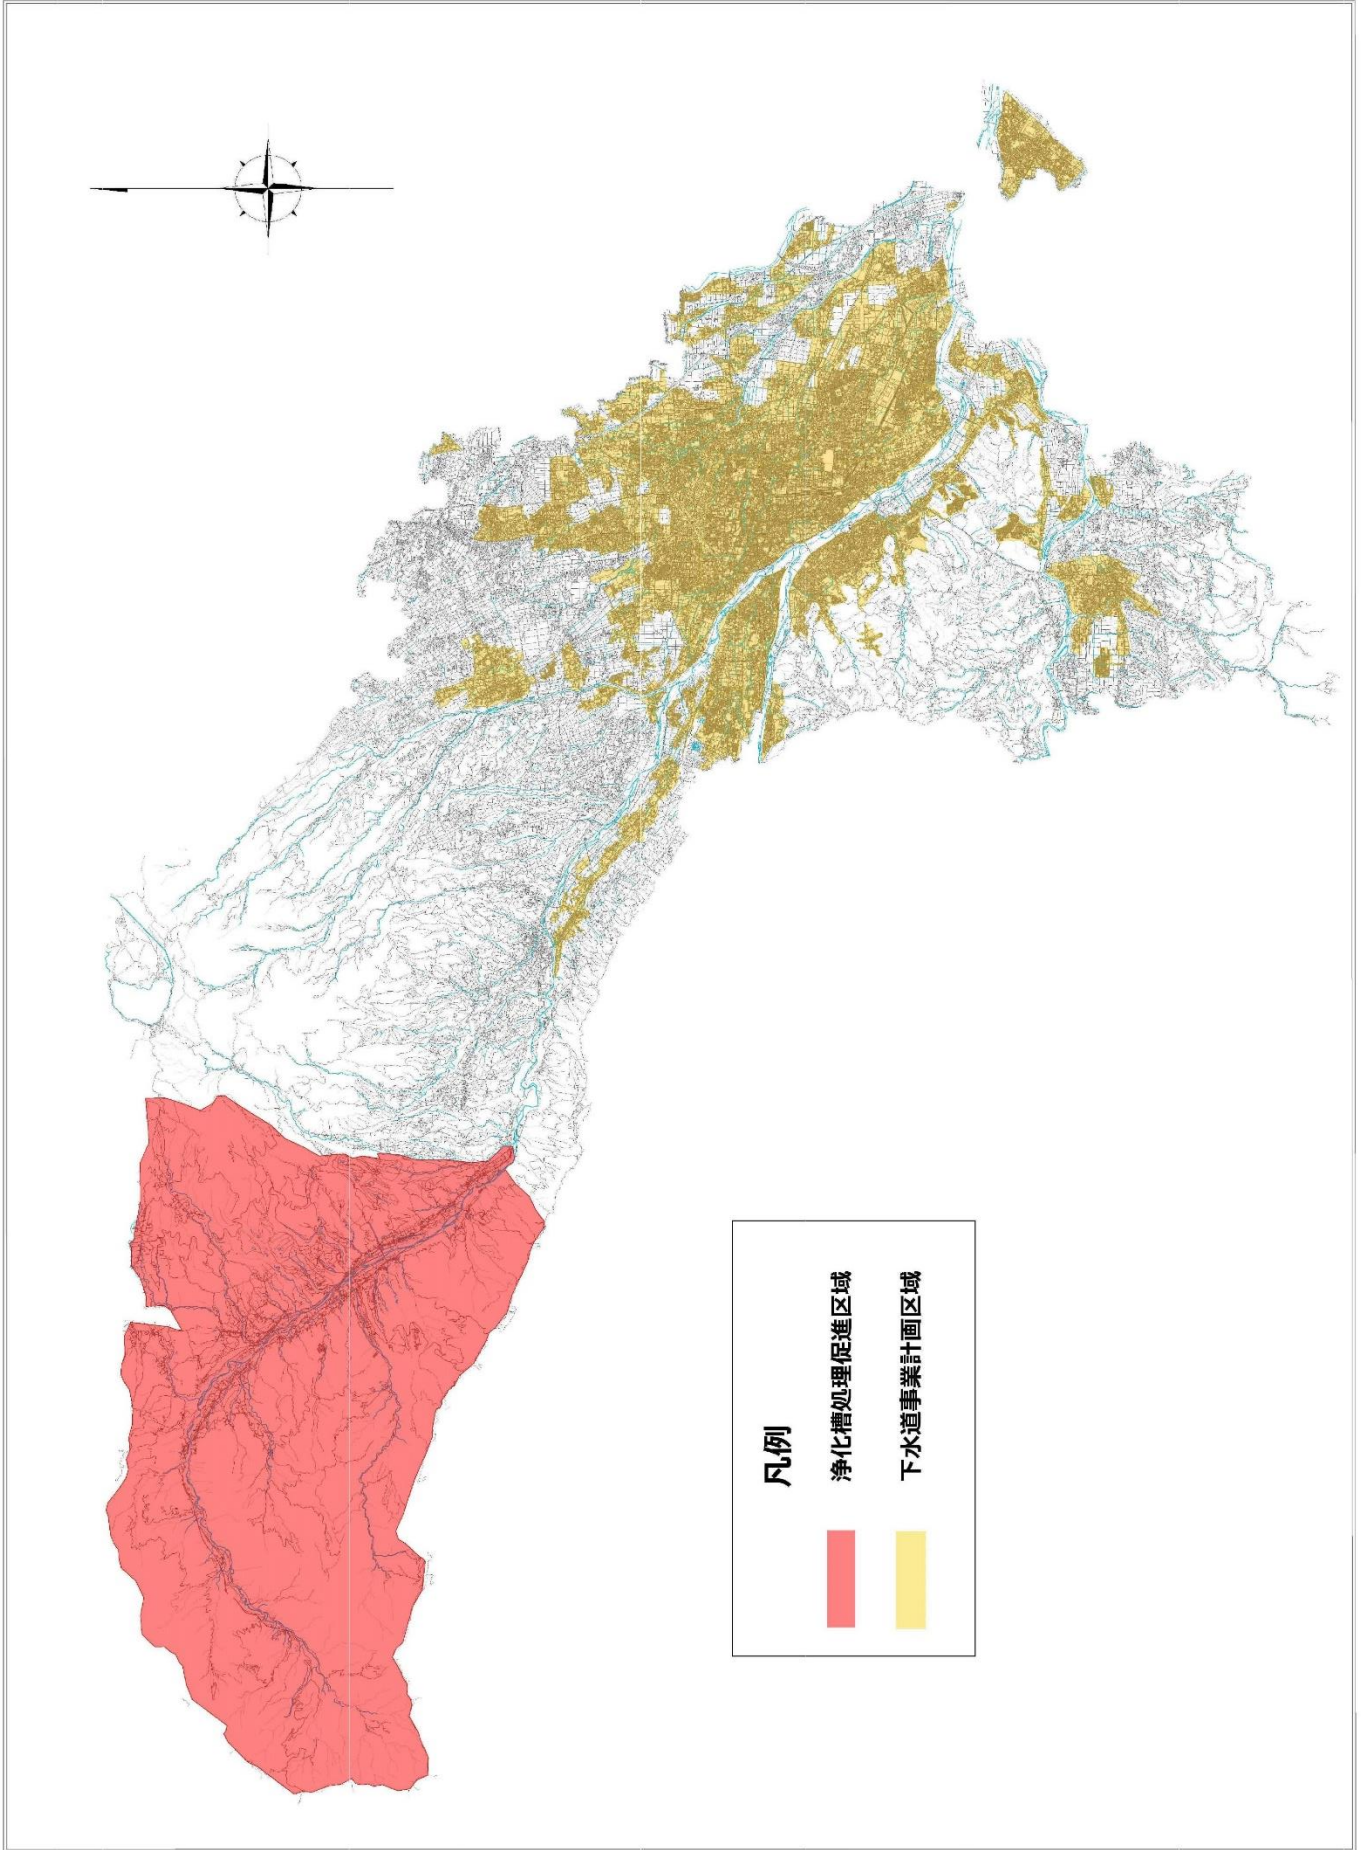 凡例
浄化槽処理促進区域
下水道事業計画区域